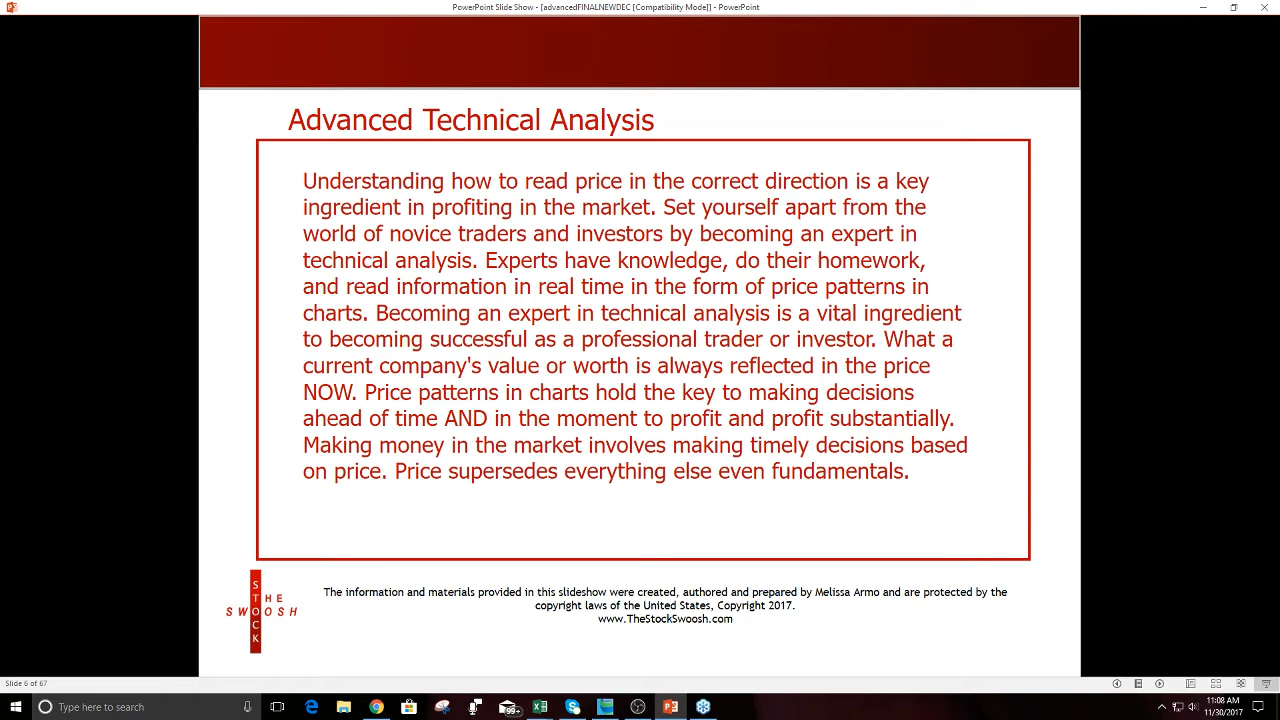 PowerPoint Slide Show - [advancedFINALNEWDEC [Compatibility Mode]] - PowerPoint
Advanced Technical Analysis
Understanding how to read price in the correct direction is a key
ingredient in profiting in the market. Set yourself apart from the
world of novice traders and investors by becoming an expert in
technical analysis. Experts have knowledge, do their homework,
and read information in real time in the form of price patterns in
charts. Becoming an expert in technical analysis is a vital ingredient
to becoming successful as a professional trader or investor. What a
current company's value or worth is always reflected in the price
NOW. Price patterns in charts hold the key to making decisions
ahead of time AND in the moment to profit and profit substantially.
Making money in the market involves making timely decisions based
on price. Price supersedes everything else even fundamentals.
THE
STOCK
SWOOSH
The information and materials provided in this slideshow were created, authored and prepared by Melissa Armo and are protected by the
copyright laws of the United States, Copyright 2017.
www.TheStockSwoosh.com
Slide 6 of 67
Type here to search
99+
11:08 AM
11/30/2017